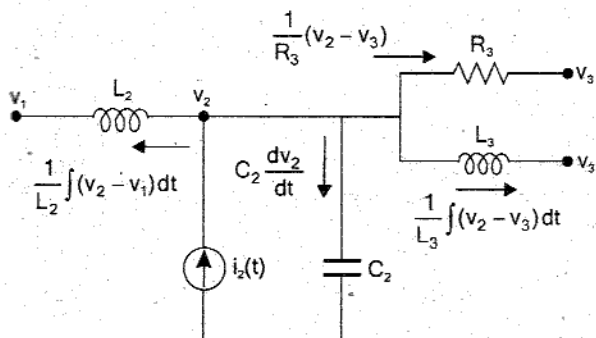 1/R₃ (v₂ – v₃)
R₃
v₃
v₁
L₂
v₂
L₃
v₃
1/L₂ ∫(v₂ – v₁)dt
C₂ dv₂/dt
1/L₃ ∫(v₂ – v₃)dt
i₂(t)
C₂